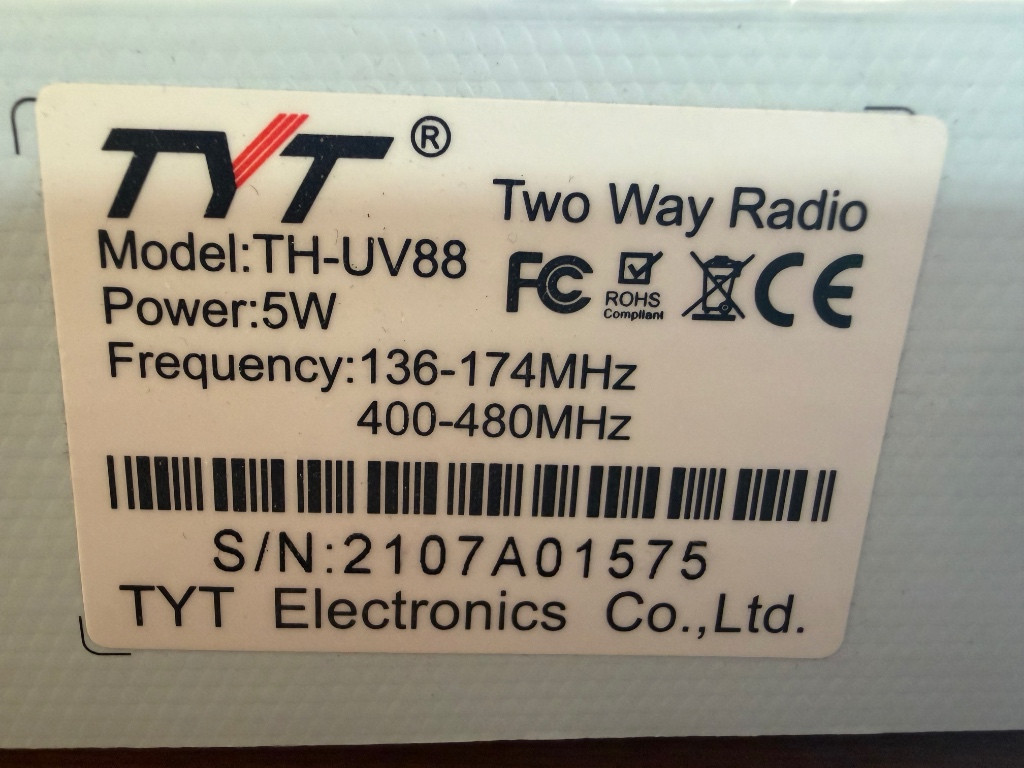 TYT®
Two Way Radio
Model:TH-UV88
FC ROHS Compliant CE
Power:5W
Frequency:136-174MHz
400-480MHz
S/N:2107A01575
TYT Electronics Co.,Ltd.